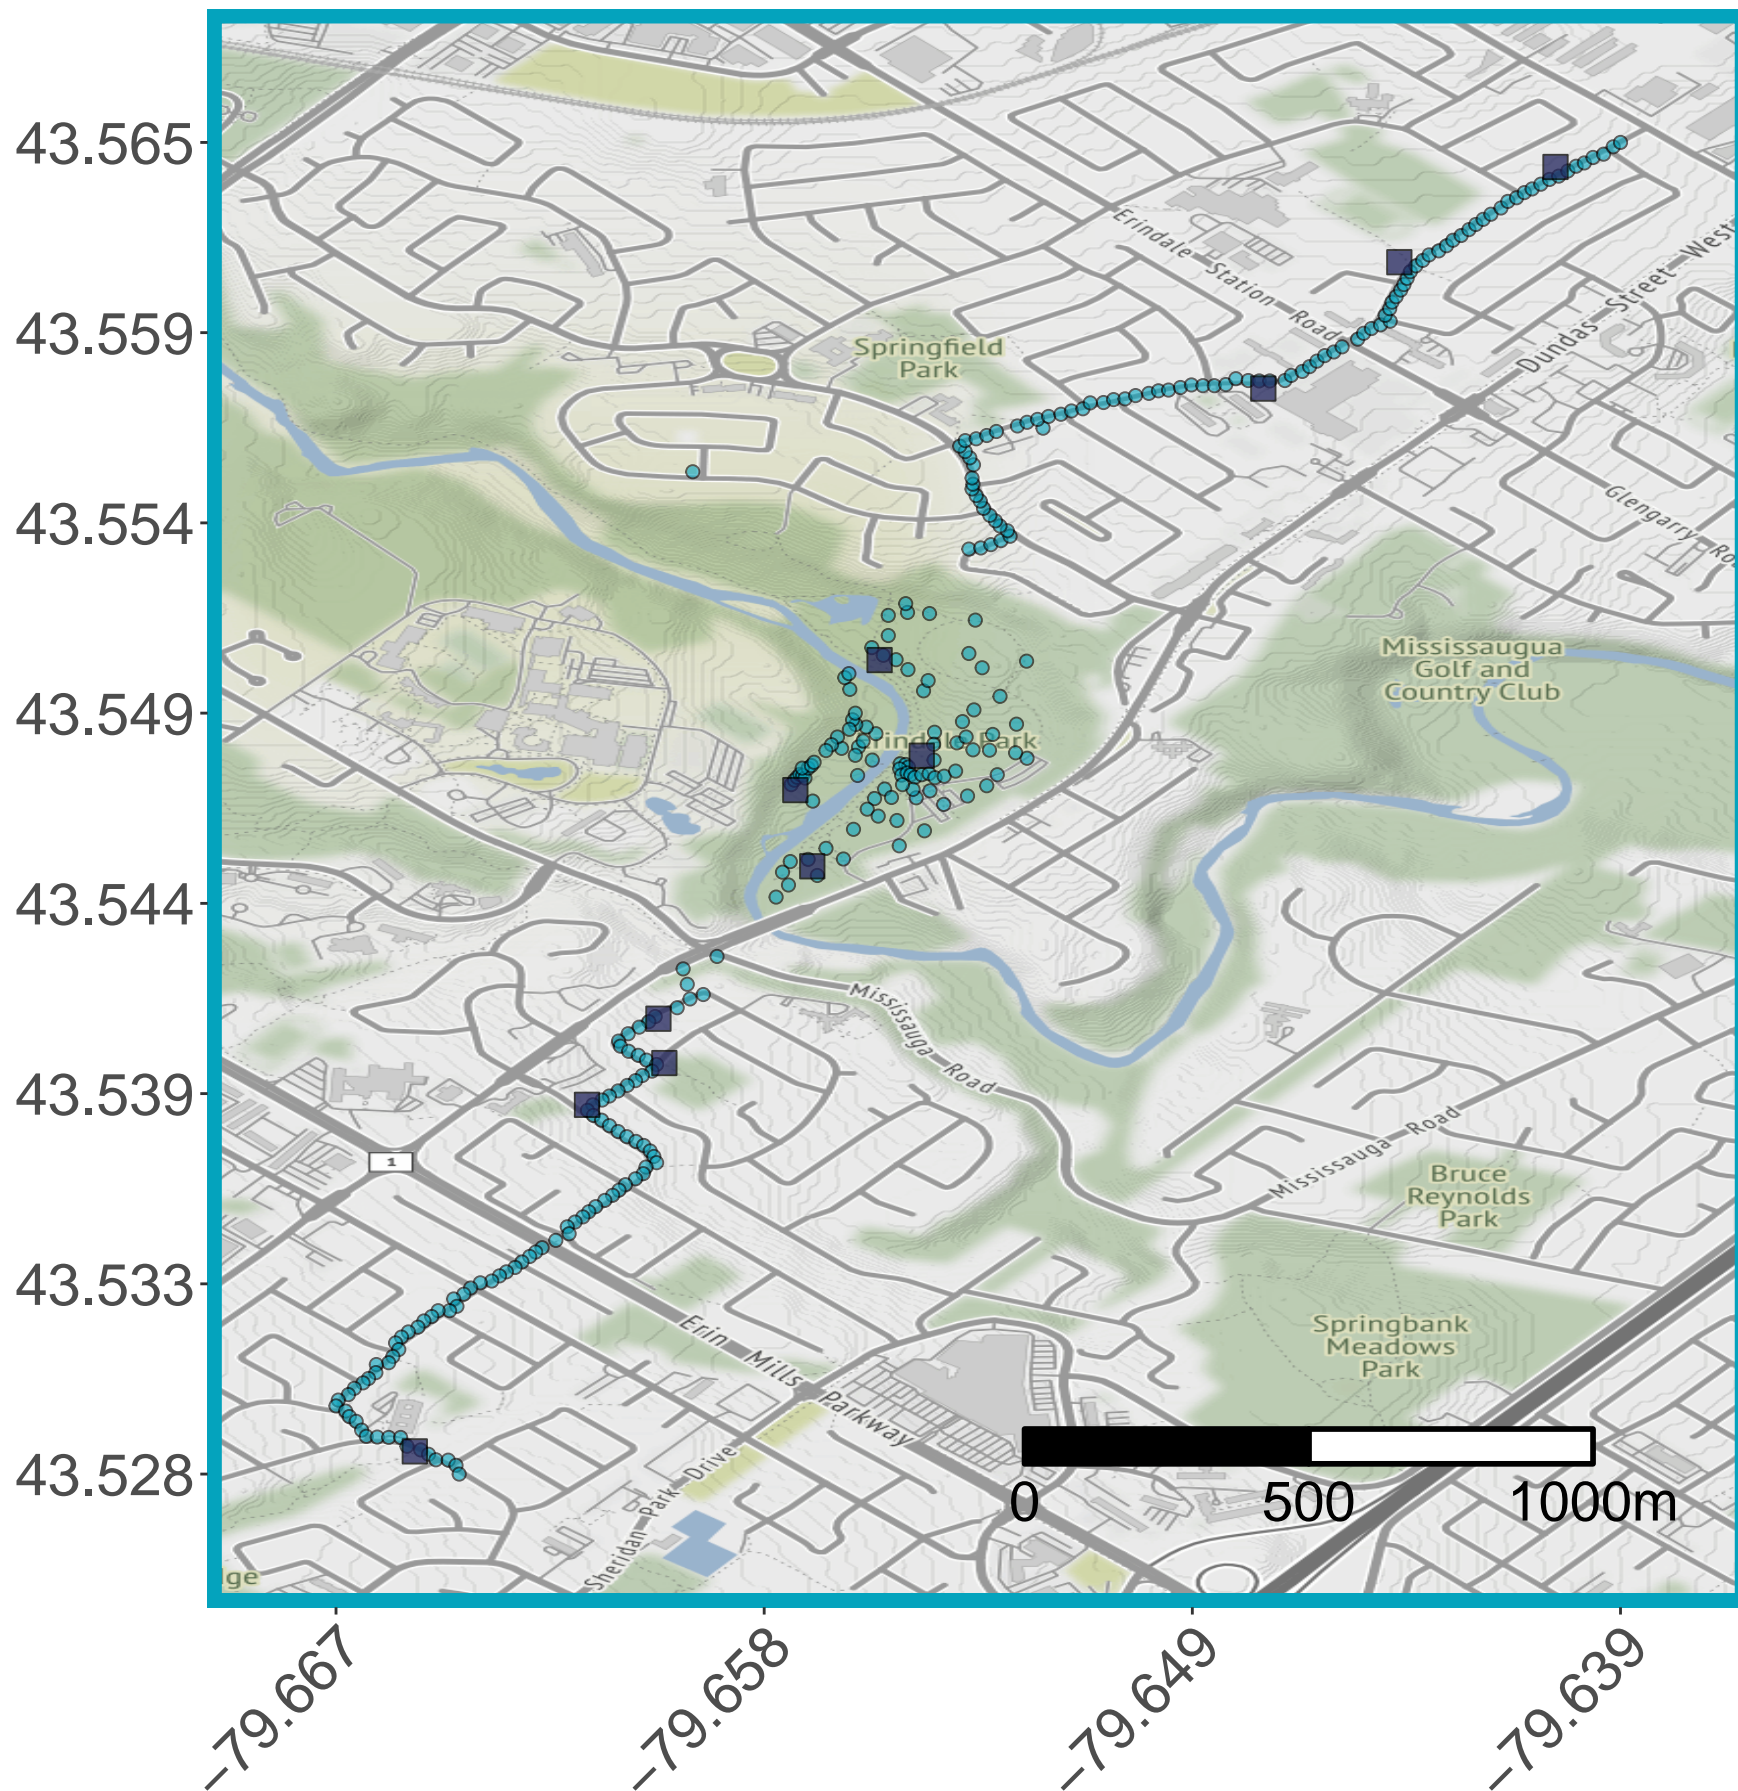 43.565
43.559
43.554
43.549
43.544
43.539
43.533
43.528
Erindale Station Road
Dundas Street West
Springfield
Park
Glengarry Ro
Mississaugua
Golf and
Country Club
Erindale Park
Mississauga Road
Mississauga Road
1
Bruce
Reynolds
Park
Springbank
Meadows
Park
Erin Mills Parkway
Sheridan Park Drive
ge
0 500 1000m
−79.667 −79.658 −79.649 −79.639